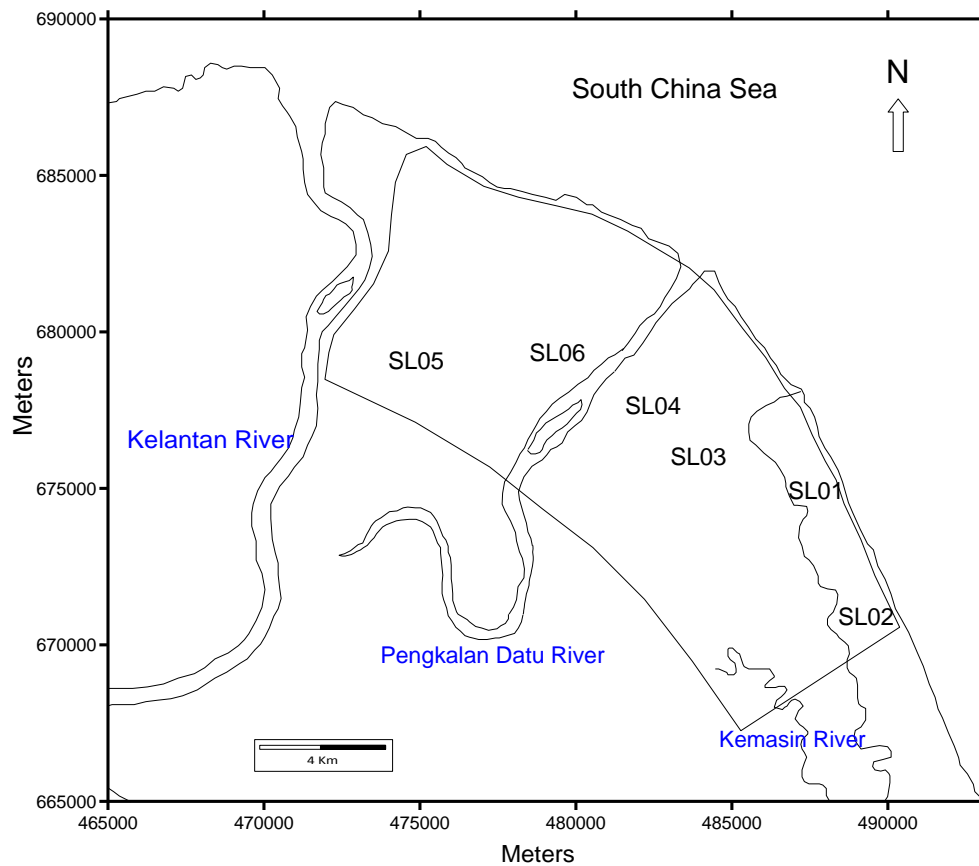 690000
South China Sea
N
685000
680000
SL05
SL06
SL04
Meters
Kelantan River
SL03
675000
SL01
SL02
670000
Pengkalan Datu River
Kemasin River
4 Km
665000
465000 470000 475000 480000 485000 490000
Meters